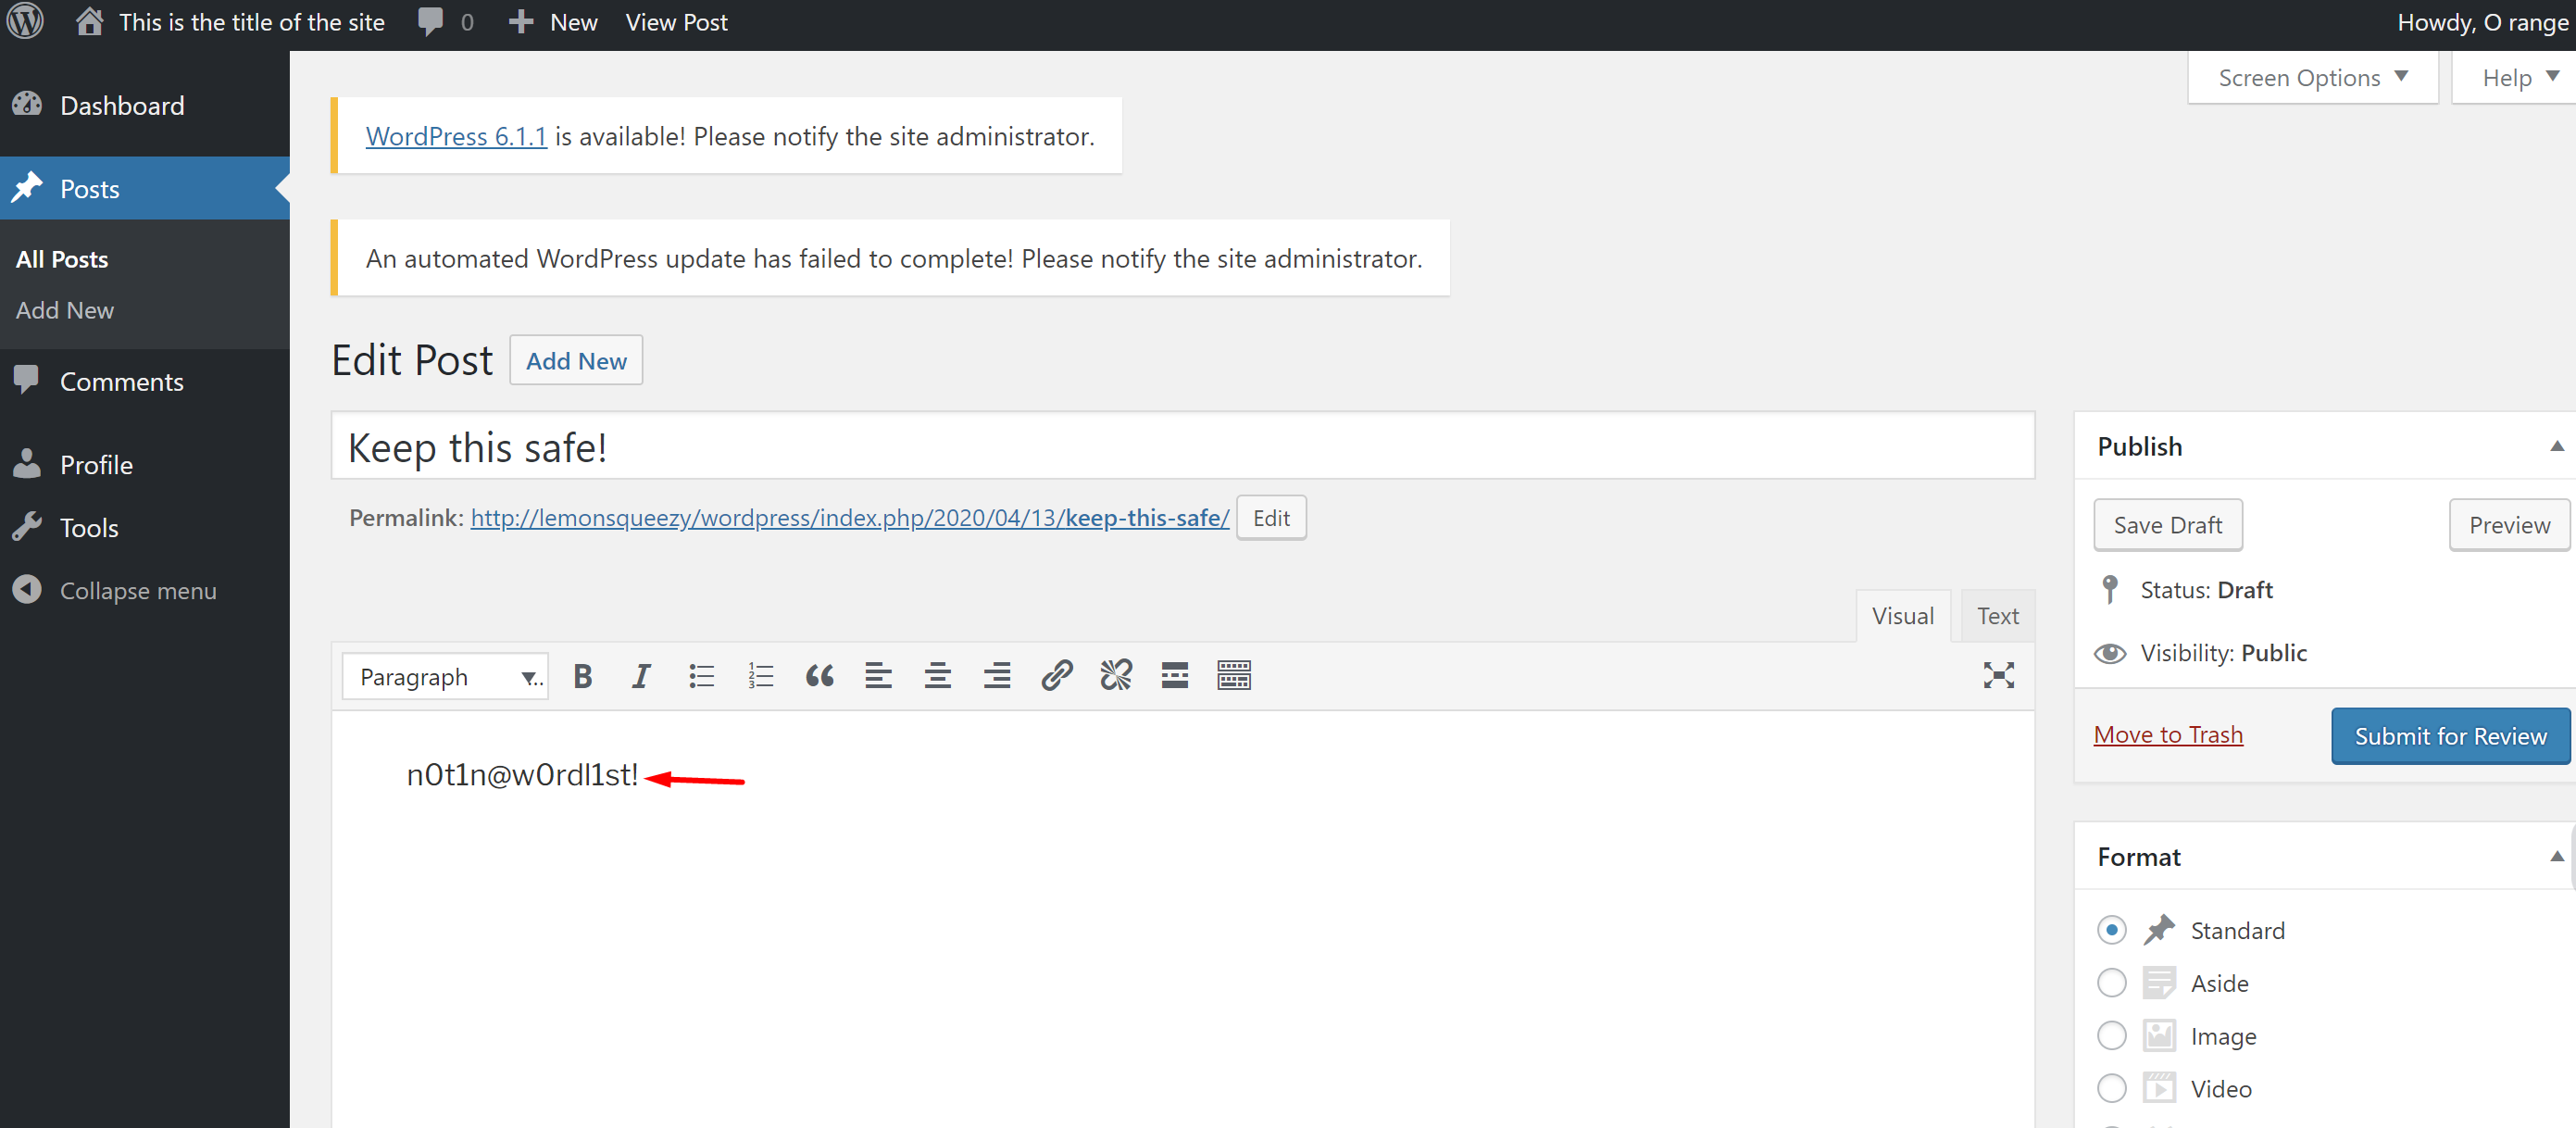 This is the title of the site 0 New View Post Howdy, O range
Screen Options Help
Dashboard
Posts
All Posts
Add New
Comments
Profile
Tools
Collapse menu
WordPress 6.1.1 is available! Please notify the site administrator.
An automated WordPress update has failed to complete! Please notify the site administrator.
Edit Post Add New
Keep this safe!
Permalink: http://lemonsqueezy/wordpress/index.php/2020/04/13/keep-this-safe/ Edit
Visual Text
Paragraph
n0t1n@w0rdl1st!
Publish
Save Draft Preview
Status: Draft
Visibility: Public
Move to Trash Submit for Review
Format
Standard
Aside
Image
Video